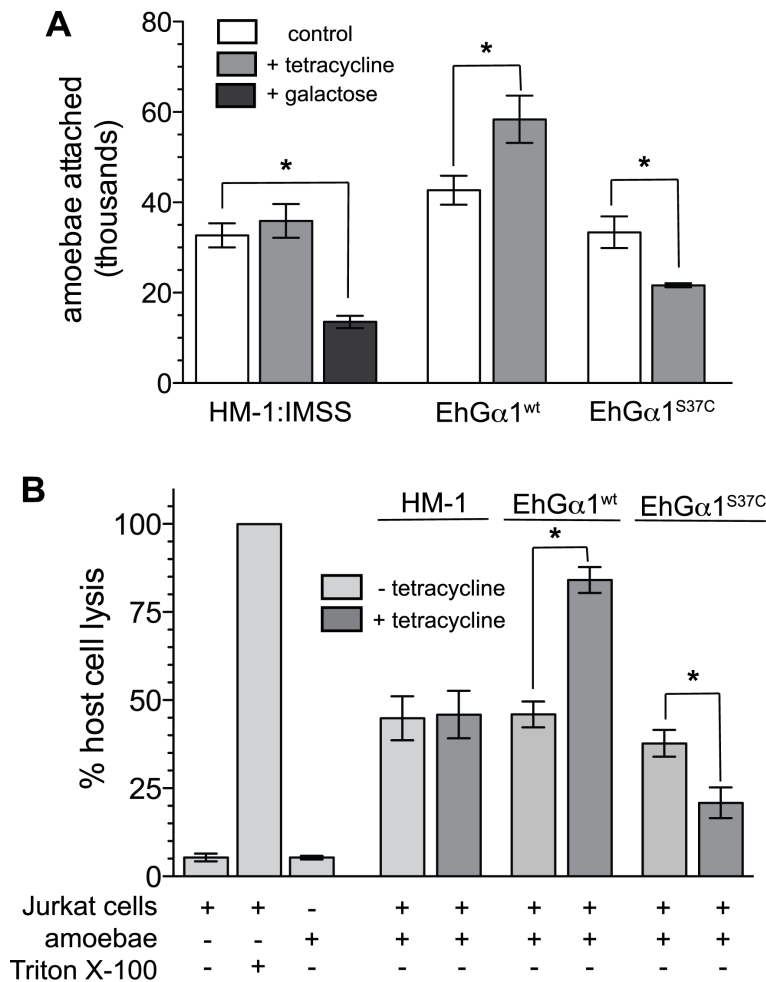 A
80
60
40
20
0
amoebae attached
(thousands)
control
+ tetracycline
+ galactose
*
*
*
HM-1:IMSS
EhGα1wt
EhGα1S37C
B
100
75
50
25
0
% host cell lysis
HM-1
EhGα1wt
EhGα1S37C
- tetracycline
+ tetracycline
*
*
Jurkat cells + + - + + + + + +
amoebae - - + + + + + + +
Triton X-100 - + - - - - - - -